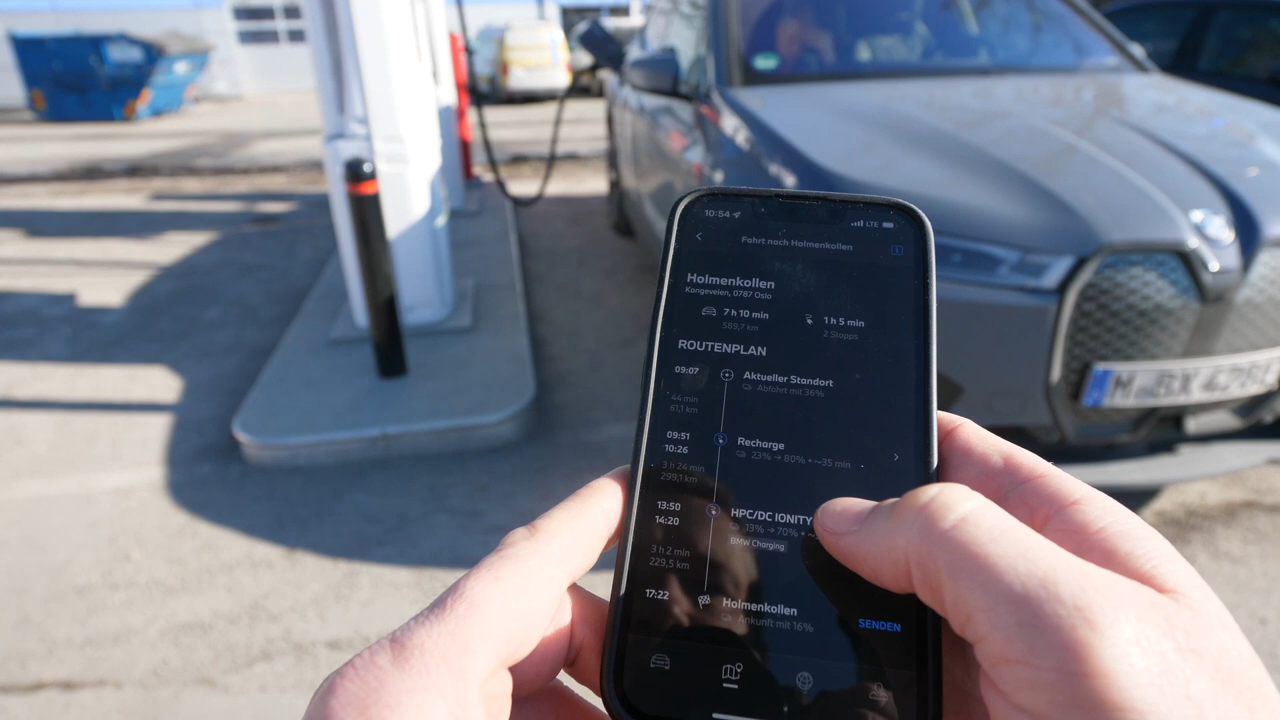 10:54
LTE
Fahrt nach Holmenkollen
Holmenkollen
Kongeveien, 0787 Oslo
7 h 10 min
589,7 km
1 h 5 min
2 Stopps
ROUTENPLAN
09:07
Aktueller Standort
Abfahrt mit 36%
44 min
61,1 km
09:51
10:26
Recharge
23% → 80% • ~35 min
3 h 24 min
299,1 km
13:50
14:20
HPC/DC IONITY
13% → 70% • ~
BMW Charging
3 h 2 min
229,5 km
17:22
Holmenkollen
Ankunft mit 16%
SENDEN